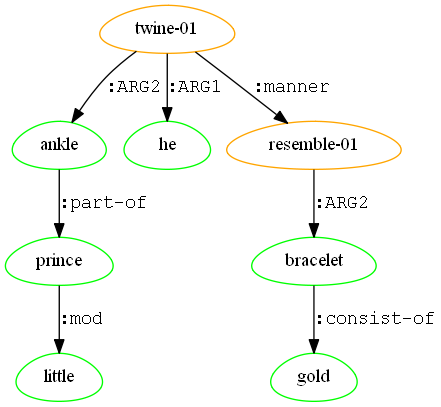 twine-01
:ARG2 :ARG1 :manner
ankle he resemble-01
:part-of :ARG2
prince bracelet
:mod :consist-of
little gold